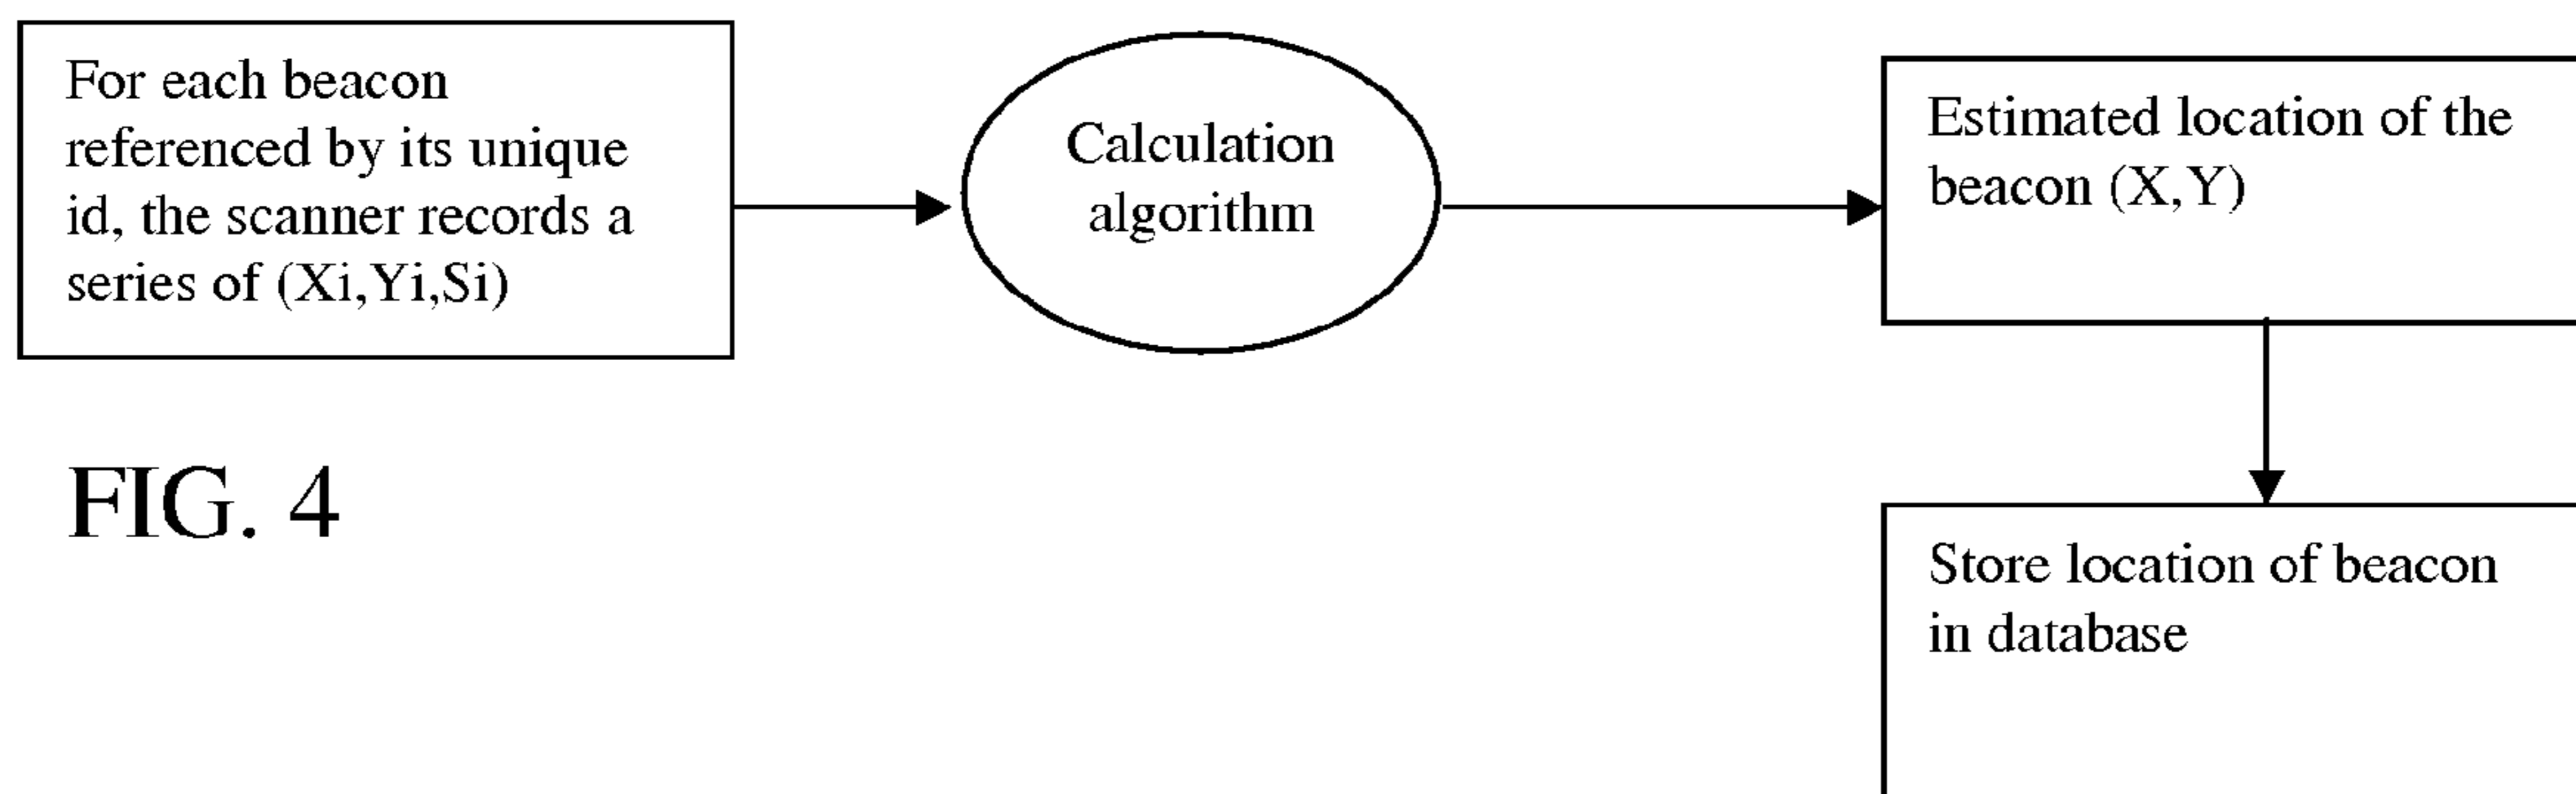 For each beacon
referenced by its unique
id, the scanner records a
series of (Xi,Yi,Si)
Calculation
algorithm
Estimated location of the
beacon (X,Y)
Store location of beacon
in database
FIG. 4